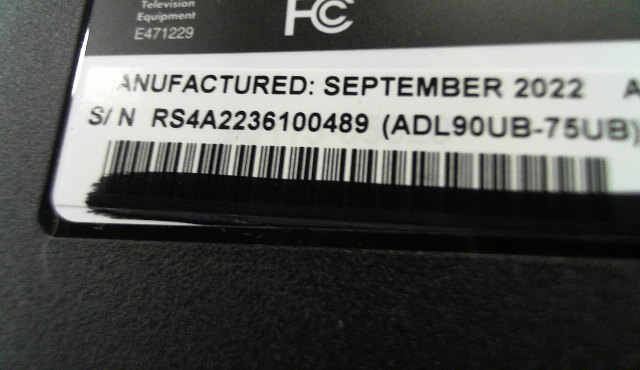 Television
Equipment
E471229
FC
ANUFACTURED: SEPTEMBER 2022 A
S/N RS4A2236100489 (ADL90UB-75UB)